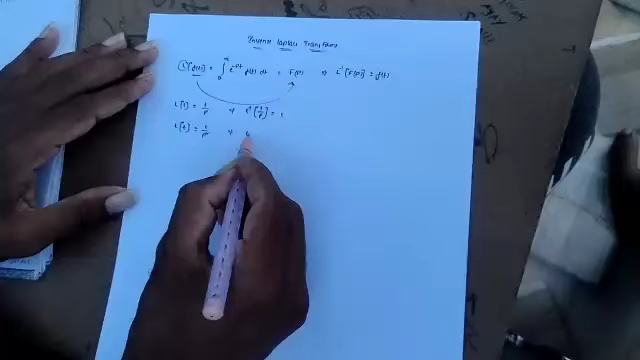 Inverse Laplace Transform
L[f(t)] = ∫₀^∞ e^{-pt} f(t) dt = F(p) ⇒ L⁻¹[F(p)] = f(t)
L[1] = 1/p ⇒ L⁻¹[1/p] = 1
L[t] = 1/p² ⇒ L